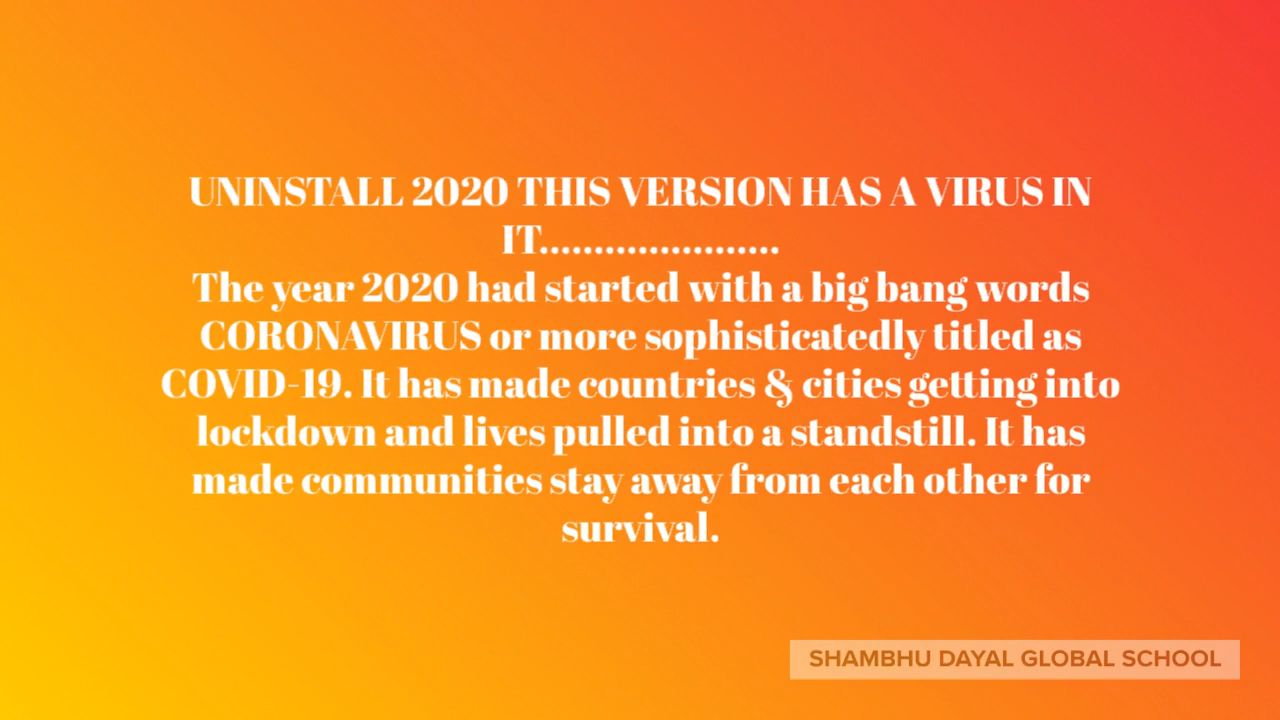 UNINSTALL 2020 THIS VERSION HAS A VIRUS IN
IT......................
The year 2020 had started with a big bang words
CORONAVIRUS or more sophisticatedly titled as
COVID-19. It has made countries & cities getting into
lockdown and lives pulled into a standstill. It has
made communities stay away from each other for
survival.
SHAMBHU DAYAL GLOBAL SCHOOL